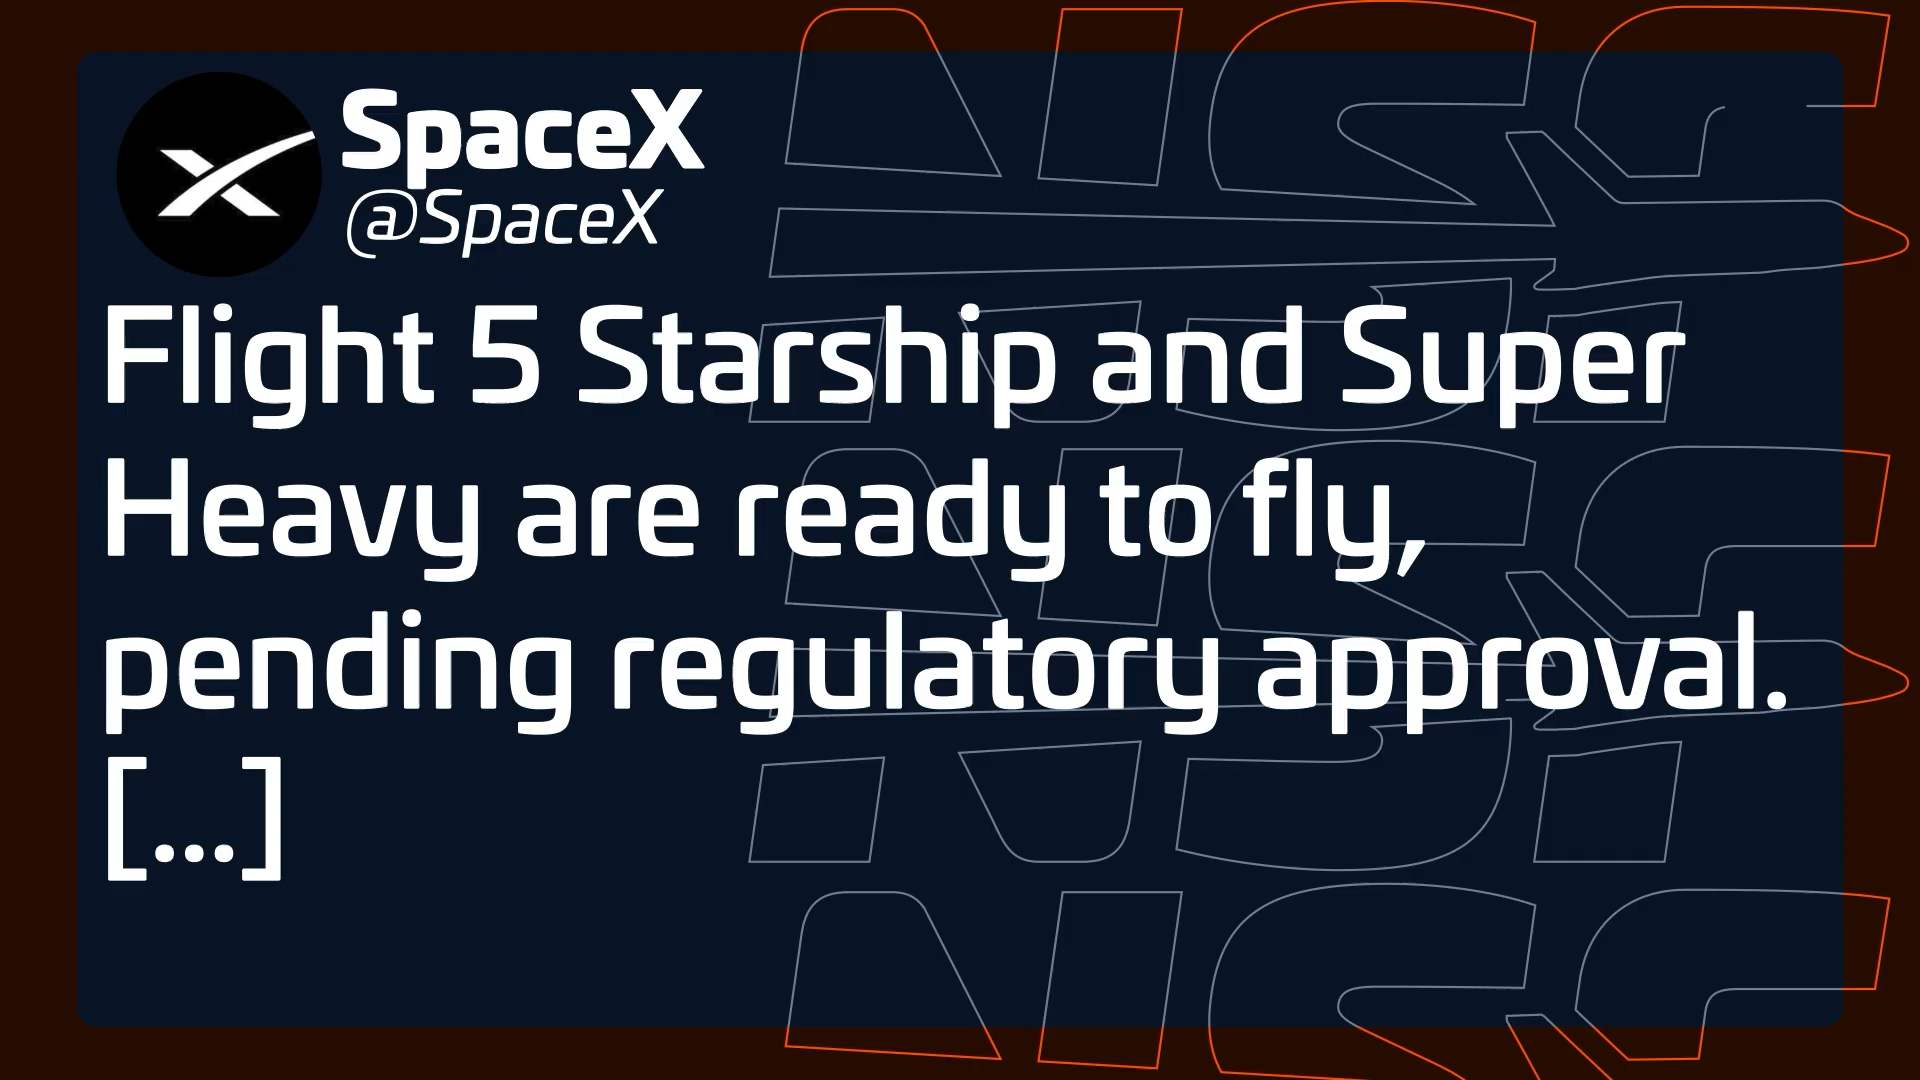 SpaceX
@SpaceX
Flight 5 Starship and Super
Heavy are ready to fly,
pending regulatory approval.
[...]